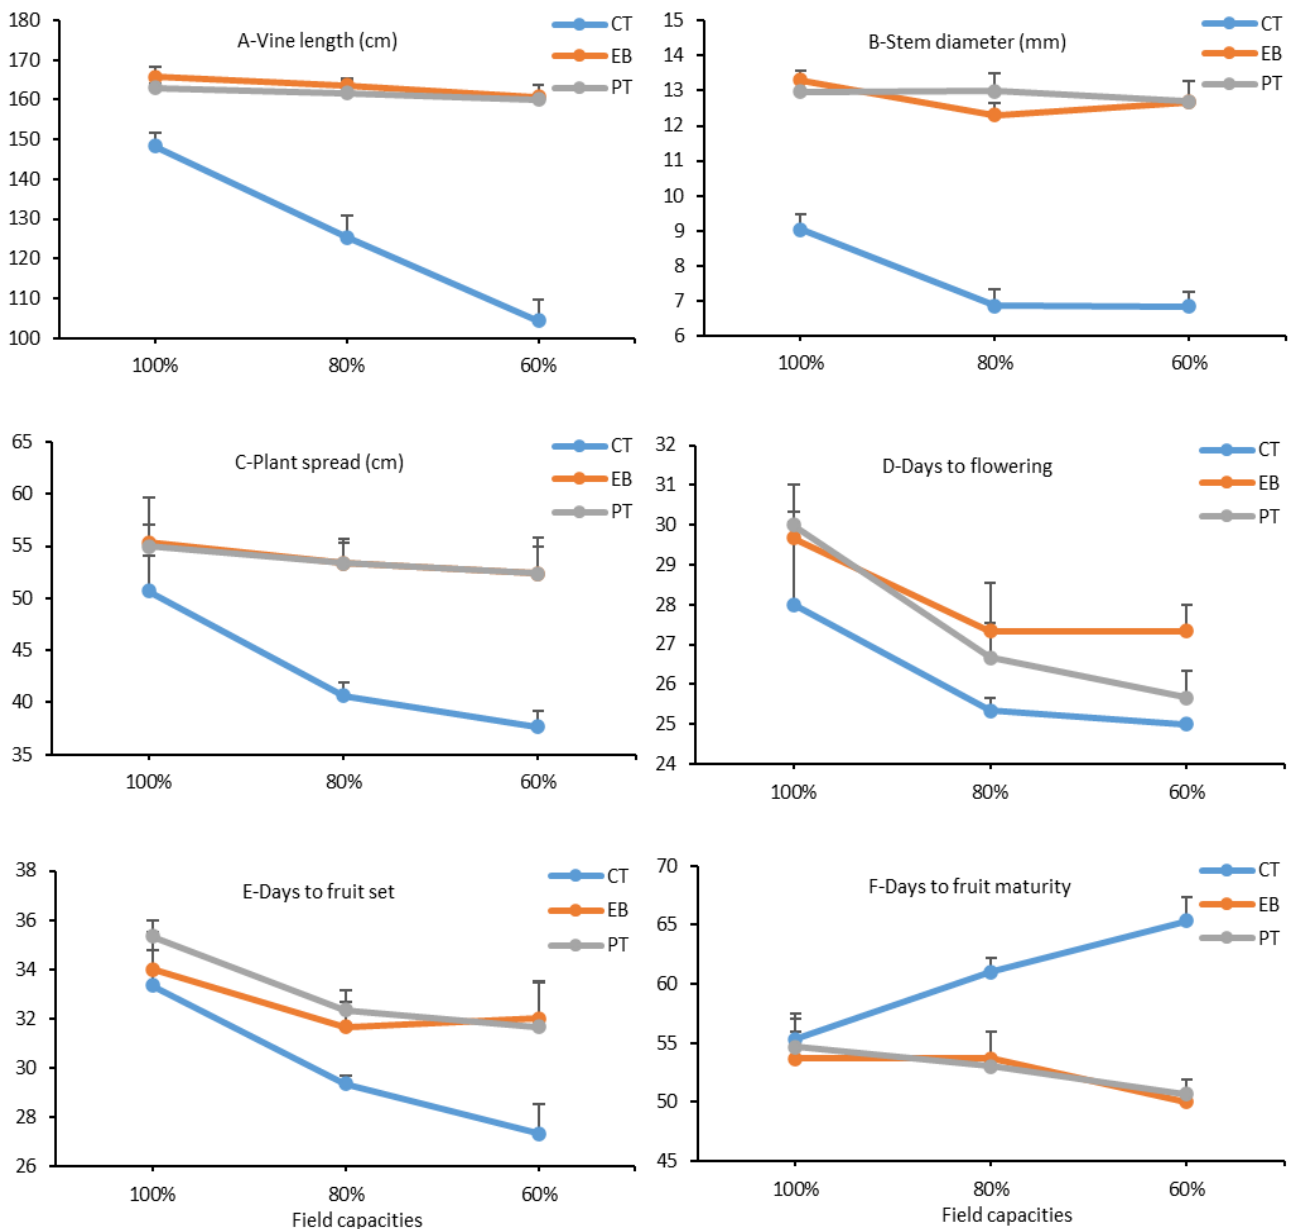 A-Vine length (cm)
CT
EB
PT
180
170
160
150
140
130
120
110
100
100%
80%
60%
B-Stem diameter (mm)
CT
EB
PT
15
14
13
12
11
10
9
8
7
6
100%
80%
60%
C-Plant spread (cm)
CT
EB
PT
65
60
55
50
45
40
35
100%
80%
60%
D-Days to flowering
CT
EB
PT
32
31
30
29
28
27
26
25
24
100%
80%
60%
E-Days to fruit set
CT
EB
PT
38
36
34
32
30
28
26
100%
80%
60%
Field capacities
F-Days to fruit maturity
CT
EB
PT
70
65
60
55
50
45
100%
80%
60%
Field capacities